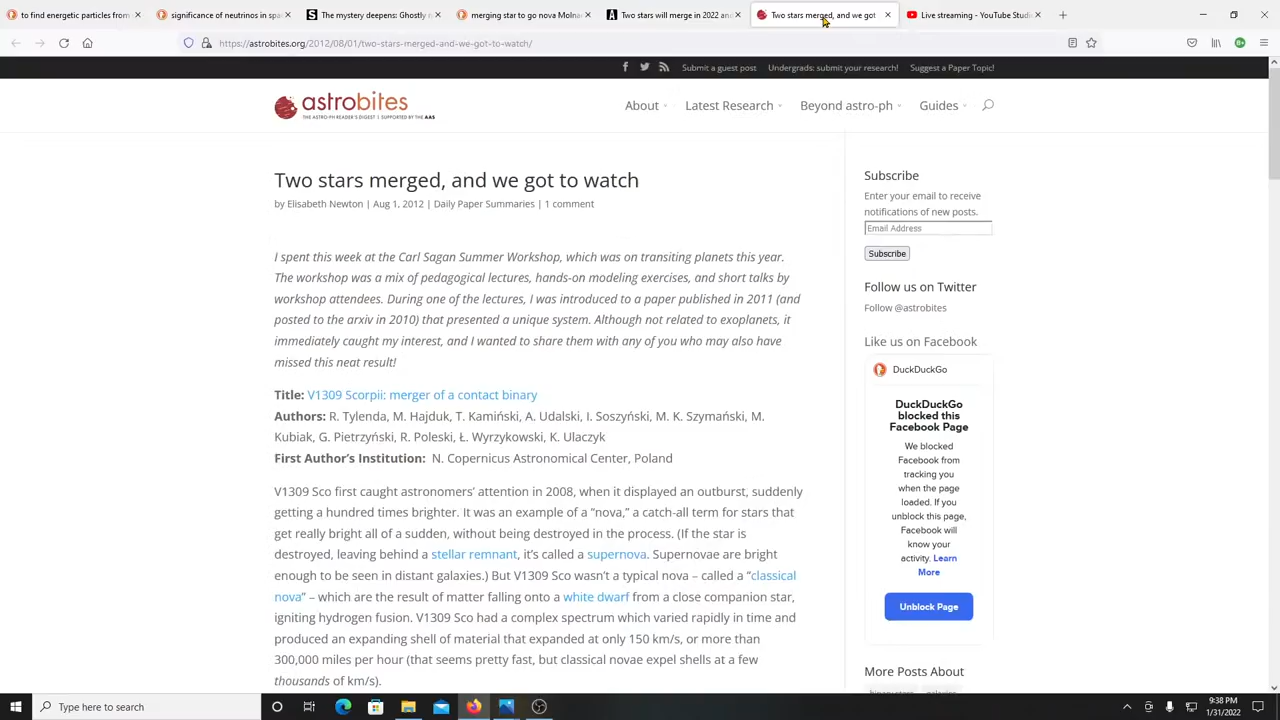 to find energetic particles from
significance of neutrinos in spa
The mystery deepens: Ghostly n
merging star to go nova Molna
Two stars will merge in 2022 an
Two stars merged, and we got
Live streaming - YouTube Studi
https://astrobites.org/2012/08/01/two-stars-merged-and-we-got-to-watch/
Submit a guest post
Undergrads: submit your research!
Suggest a Paper Topic!
astrobites
THE ASTRO-PH READER'S DIGEST | SUPPORTED BY THE AAS
About
Latest Research
Beyond astro-ph
Guides
Two stars merged, and we got to watch
by Elisabeth Newton | Aug 1, 2012 | Daily Paper Summaries | 1 comment
I spent this week at the Carl Sagan Summer Workshop, which was on transiting planets this year.
The workshop was a mix of pedagogical lectures, hands-on modeling exercises, and short talks by
workshop attendees. During one of the lectures, I was introduced to a paper published in 2011 (and
posted to the arxiv in 2010) that presented a unique system. Although not related to exoplanets, it
immediately caught my interest, and I wanted to share them with any of you who may also have
missed this neat result!
Title: V1309 Scorpii: merger of a contact binary
Authors: R. Tylenda, M. Hajduk, T. Kamiński, A. Udalski, I. Soszyński, M. K. Szymański, M.
Kubiak, G. Pietrzyński, R. Poleski, Ł. Wyrzykowski, K. Ulaczyk
First Author's Institution: N. Copernicus Astronomical Center, Poland
V1309 Sco first caught astronomers' attention in 2008, when it displayed an outburst, suddenly
getting a hundred times brighter. It was an example of a “nova,” a catch-all term for stars that
get really bright all of a sudden, without being destroyed in the process. (If the star is
destroyed, leaving behind a stellar remnant, it's called a supernova. Supernovae are bright
enough to be seen in distant galaxies.) But V1309 Sco wasn't a typical nova – called a “classical
nova” – which are the result of matter falling onto a white dwarf from a close companion star,
igniting hydrogen fusion. V1309 Sco had a complex spectrum which varied rapidly in time and
produced an expanding shell of material that expanded at only 150 km/s, or more than
300,000 miles per hour (that seems pretty fast, but classical novae expel shells at a few
thousands of km/s).
Subscribe
Enter your email to receive
notifications of new posts.
Email Address
Subscribe
Follow us on Twitter
Follow @astrobites
Like us on Facebook
DuckDuckGo
DuckDuckGo
blocked this
Facebook Page
We blocked
Facebook from
tracking you
when the page
loaded. If you
unblock this page,
Facebook will
know your
activity. Learn
More
Unblock Page
More Posts About
binary stars
galaxies
Type here to search
9:38 PM
1/31/2022